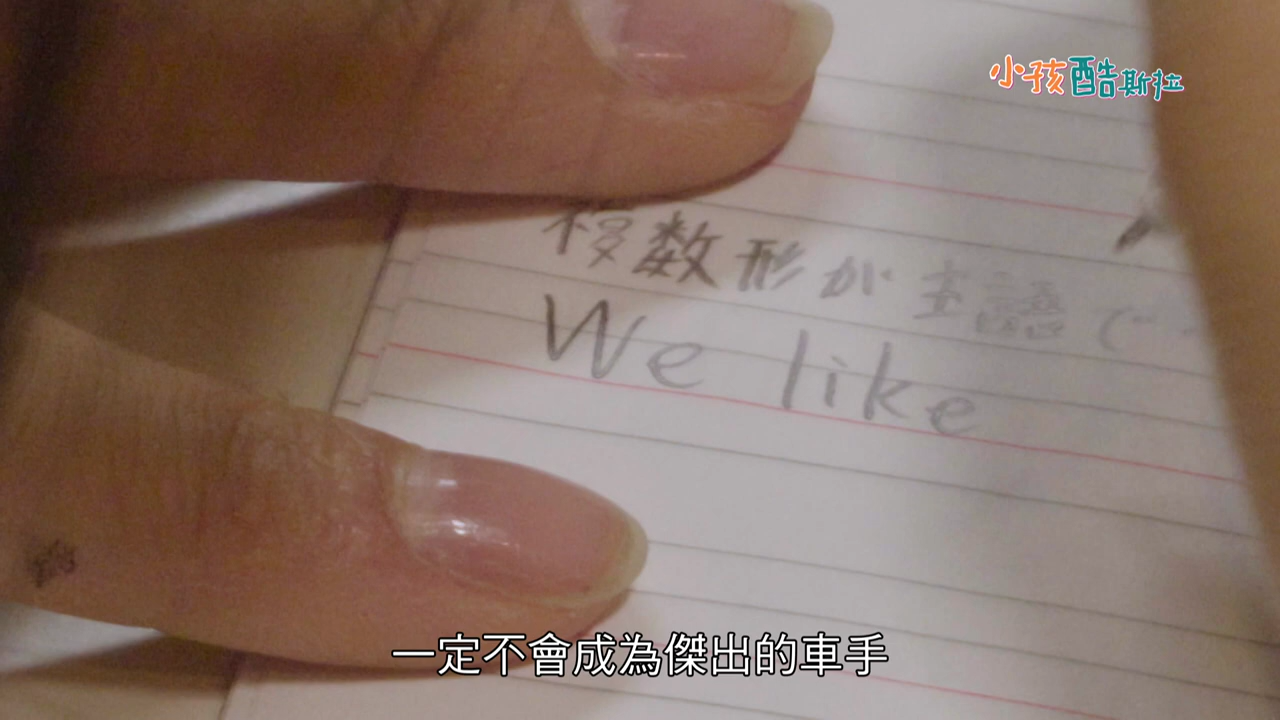 小孩酷斯拉
複数形が主語
We like
一定不會成為傑出的車手